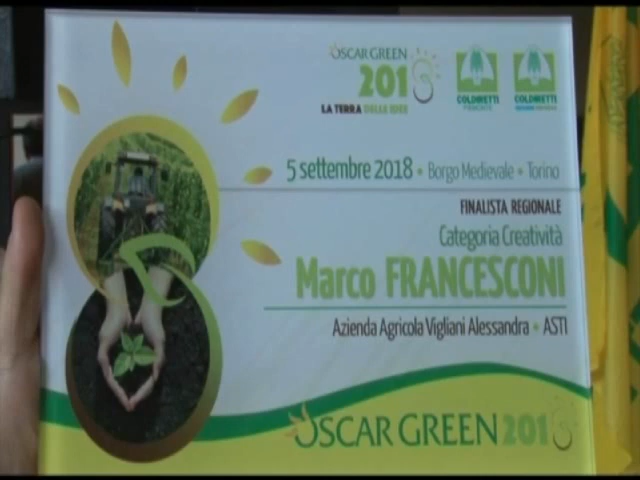 OSCAR GREEN
2018
LA TERRA DELLE IDEE
COLDIRETTI
PIEMONTE
COLDIRETTI
5 settembre 2018 • Borgo Medievale • Torino
FINALISTA REGIONALE
Categoria Creatività
Marco FRANCESCONI
Azienda Agricola Vigliani Alessandra • ASTI
OSCAR GREEN 2018